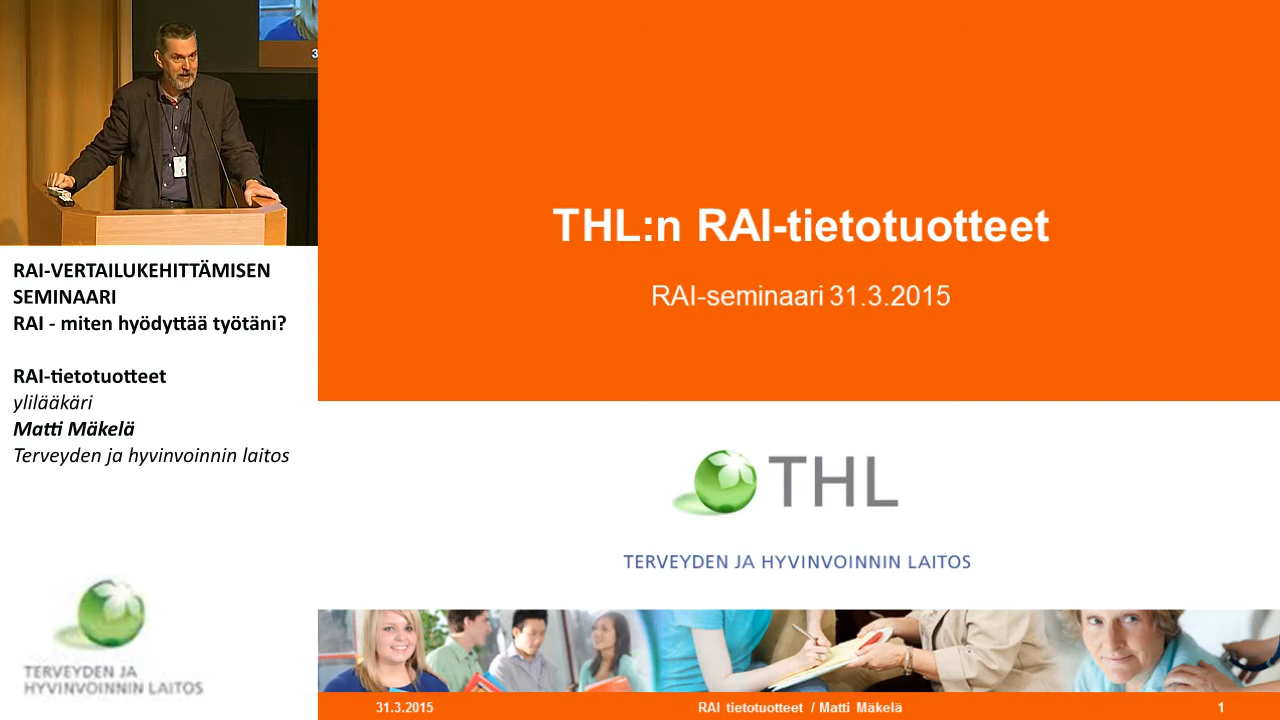 3
RAI-VERTAILUKEHITTÄMISEN
SEMINAARI
RAI - miten hyödyttää työtäni?
RAI-tietotuotteet
ylilääkäri
Matti Mäkelä
Terveyden ja hyvinvoinnin laitos
TERVEYDEN JA
HYVINVOINNIN LAITOS
THL:n RAI-tietotuotteet
RAI-seminaari 31.3.2015
THL
TERVEYDEN JA HYVINVOINNIN LAITOS
31.3.2015
RAI tietotuotteet / Matti Mäkelä
1